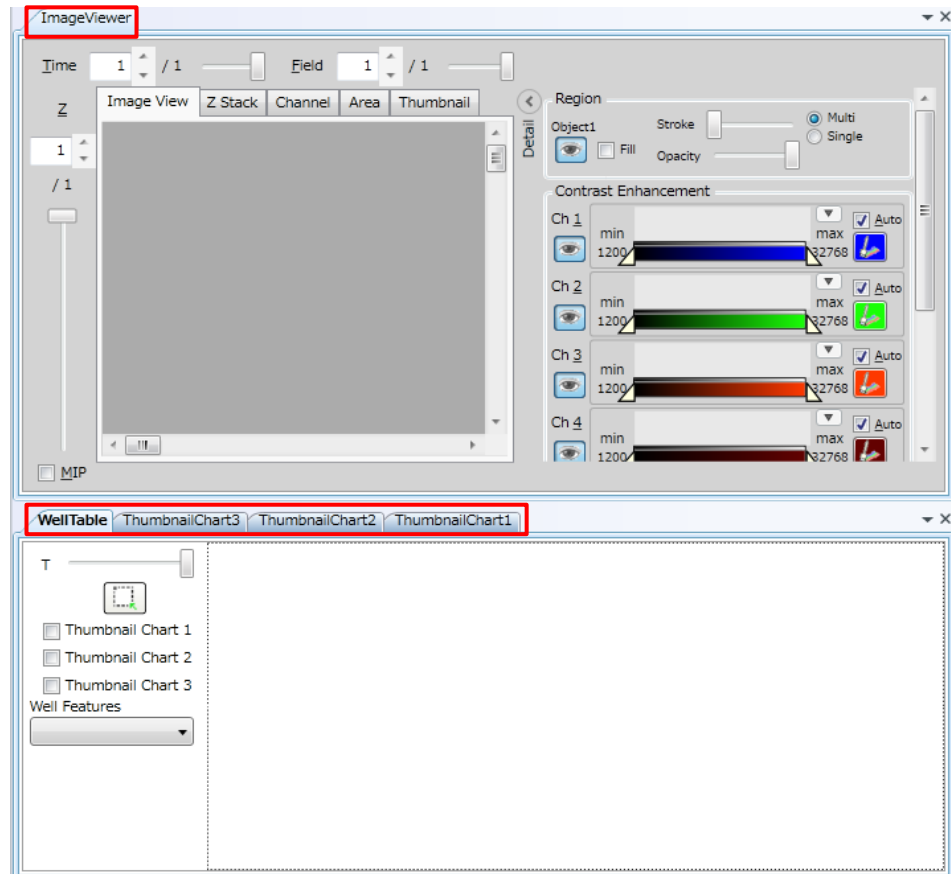 ImageViewer
Time 1 / 1 Field 1 / 1
Z
1
/ 1
MIP
Image View Z Stack Channel Area Thumbnail
Detail
Region
Object1
Fill
Stroke
Opacity
Multi
Single
Contrast Enhancement
Ch 1 min 1200 max 32768 Auto
Ch 2 min 1200 max 32768 Auto
Ch 3 min 1200 max 32768 Auto
Ch 4 min 1200 max 32768 Auto
WellTable ThumbnailChart3 ThumbnailChart2 ThumbnailChart1
T
Thumbnail Chart 1
Thumbnail Chart 2
Thumbnail Chart 3
Well Features